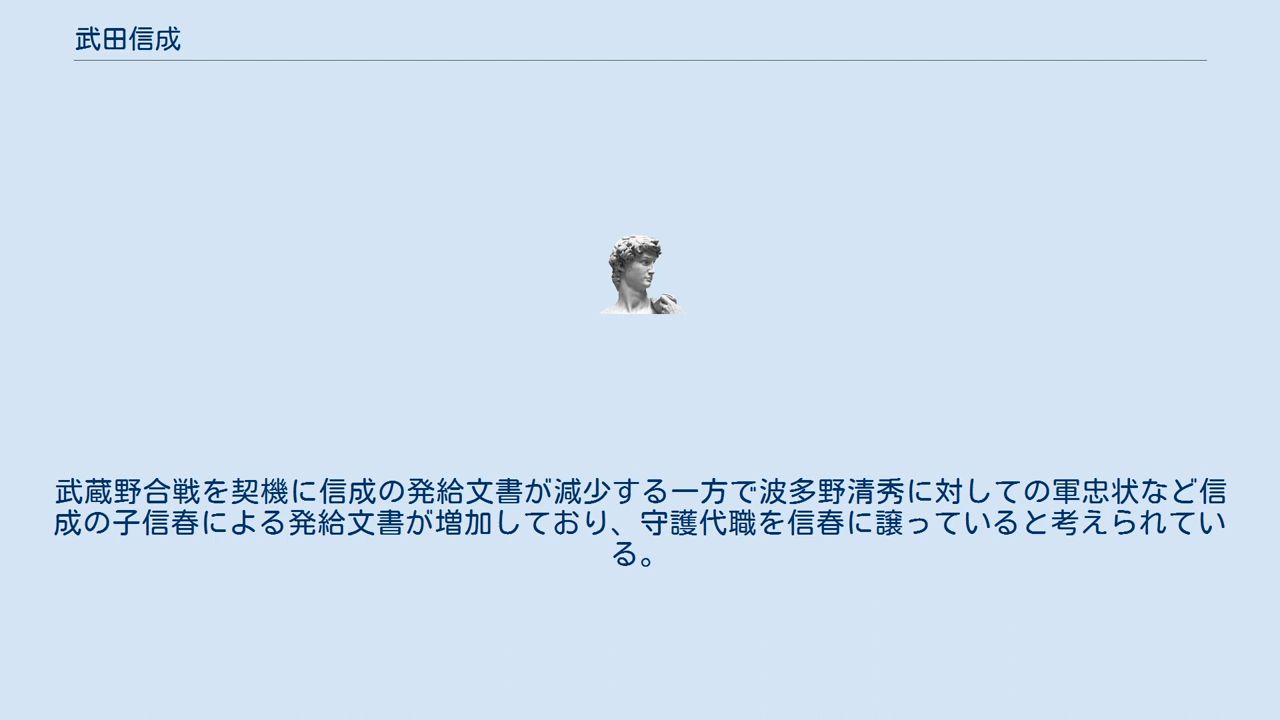 武田信成
武蔵野合戦を契機に信成の発給文書が減少する一方で波多野清秀に対しての軍忠状など信
成の子信春による発給文書が増加しており、守護代職を信春に譲っていると考えられてい
る。